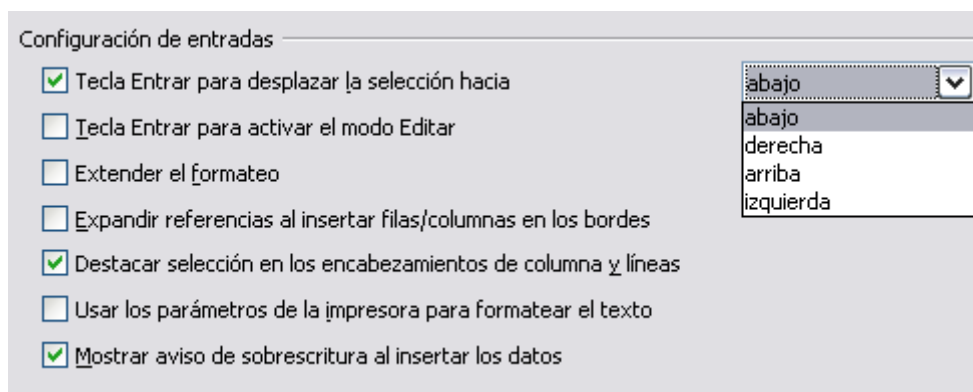 Configuración de entradas
Tecla Entrar para desplazar la selección hacia
abajo
abajo
derecha
arriba
izquierda
Tecla Entrar para activar el modo Editar
Extender el formateo
Expandir referencias al insertar filas/columnas en los bordes
Destacar selección en los encabezamientos de columna y líneas
Usar los parámetros de la impresora para formatear el texto
Mostrar aviso de sobrescritura al insertar los datos